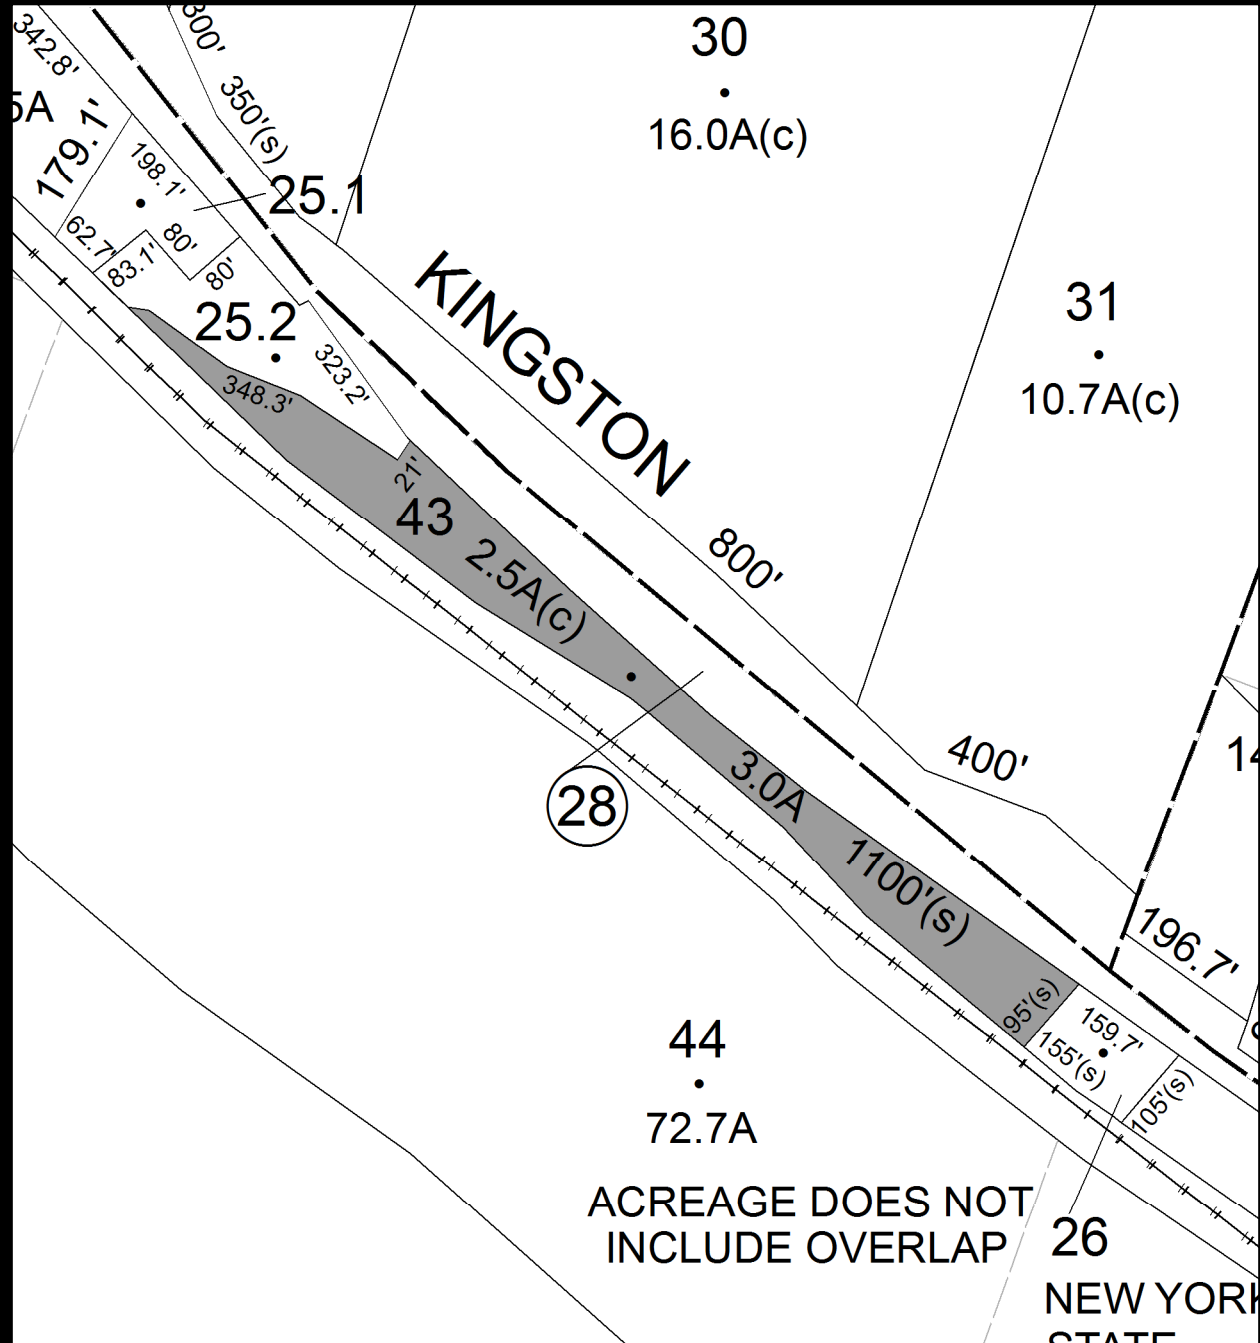 342.8'
300'
30
5A
179.1'
350'(s)
16.0A(c)
198.1'
25.1
62.7'
83.1'
80'
80'
25.2
KINGSTON
31
323.2'
348.3'
10.7A(c)
21'
43
2.5A(c)
800'
28
3.0A
400'
14
1100'(s)
196.7'
95'(s)
159.7'
155'(s)
105'(s)
44
72.7A
ACREAGE DOES NOT
INCLUDE OVERLAP
26
NEW YORK
STATE